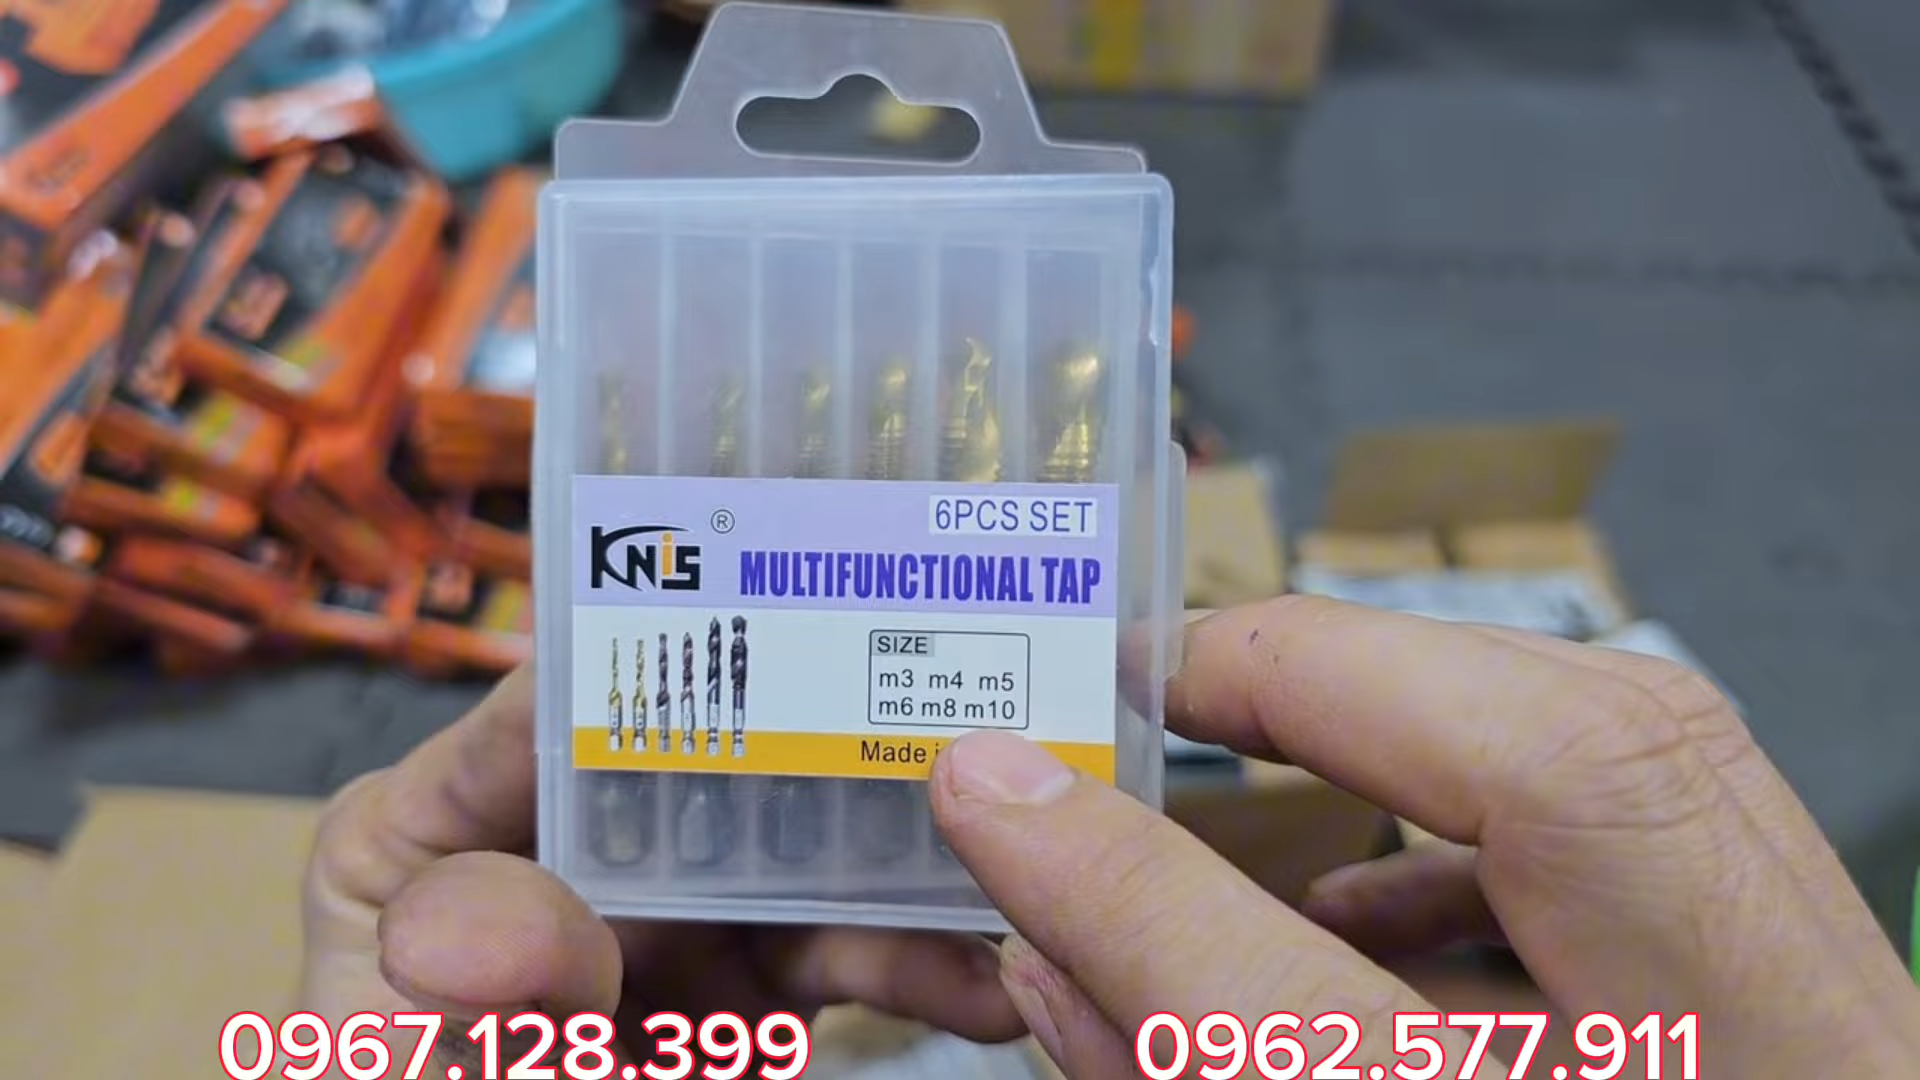 6PCS SET
KNiS ®
MULTIFUNCTIONAL TAP
SIZE
m3 m4 m5
m6 m8 m10
Made
0967.128.399
0962.577.911